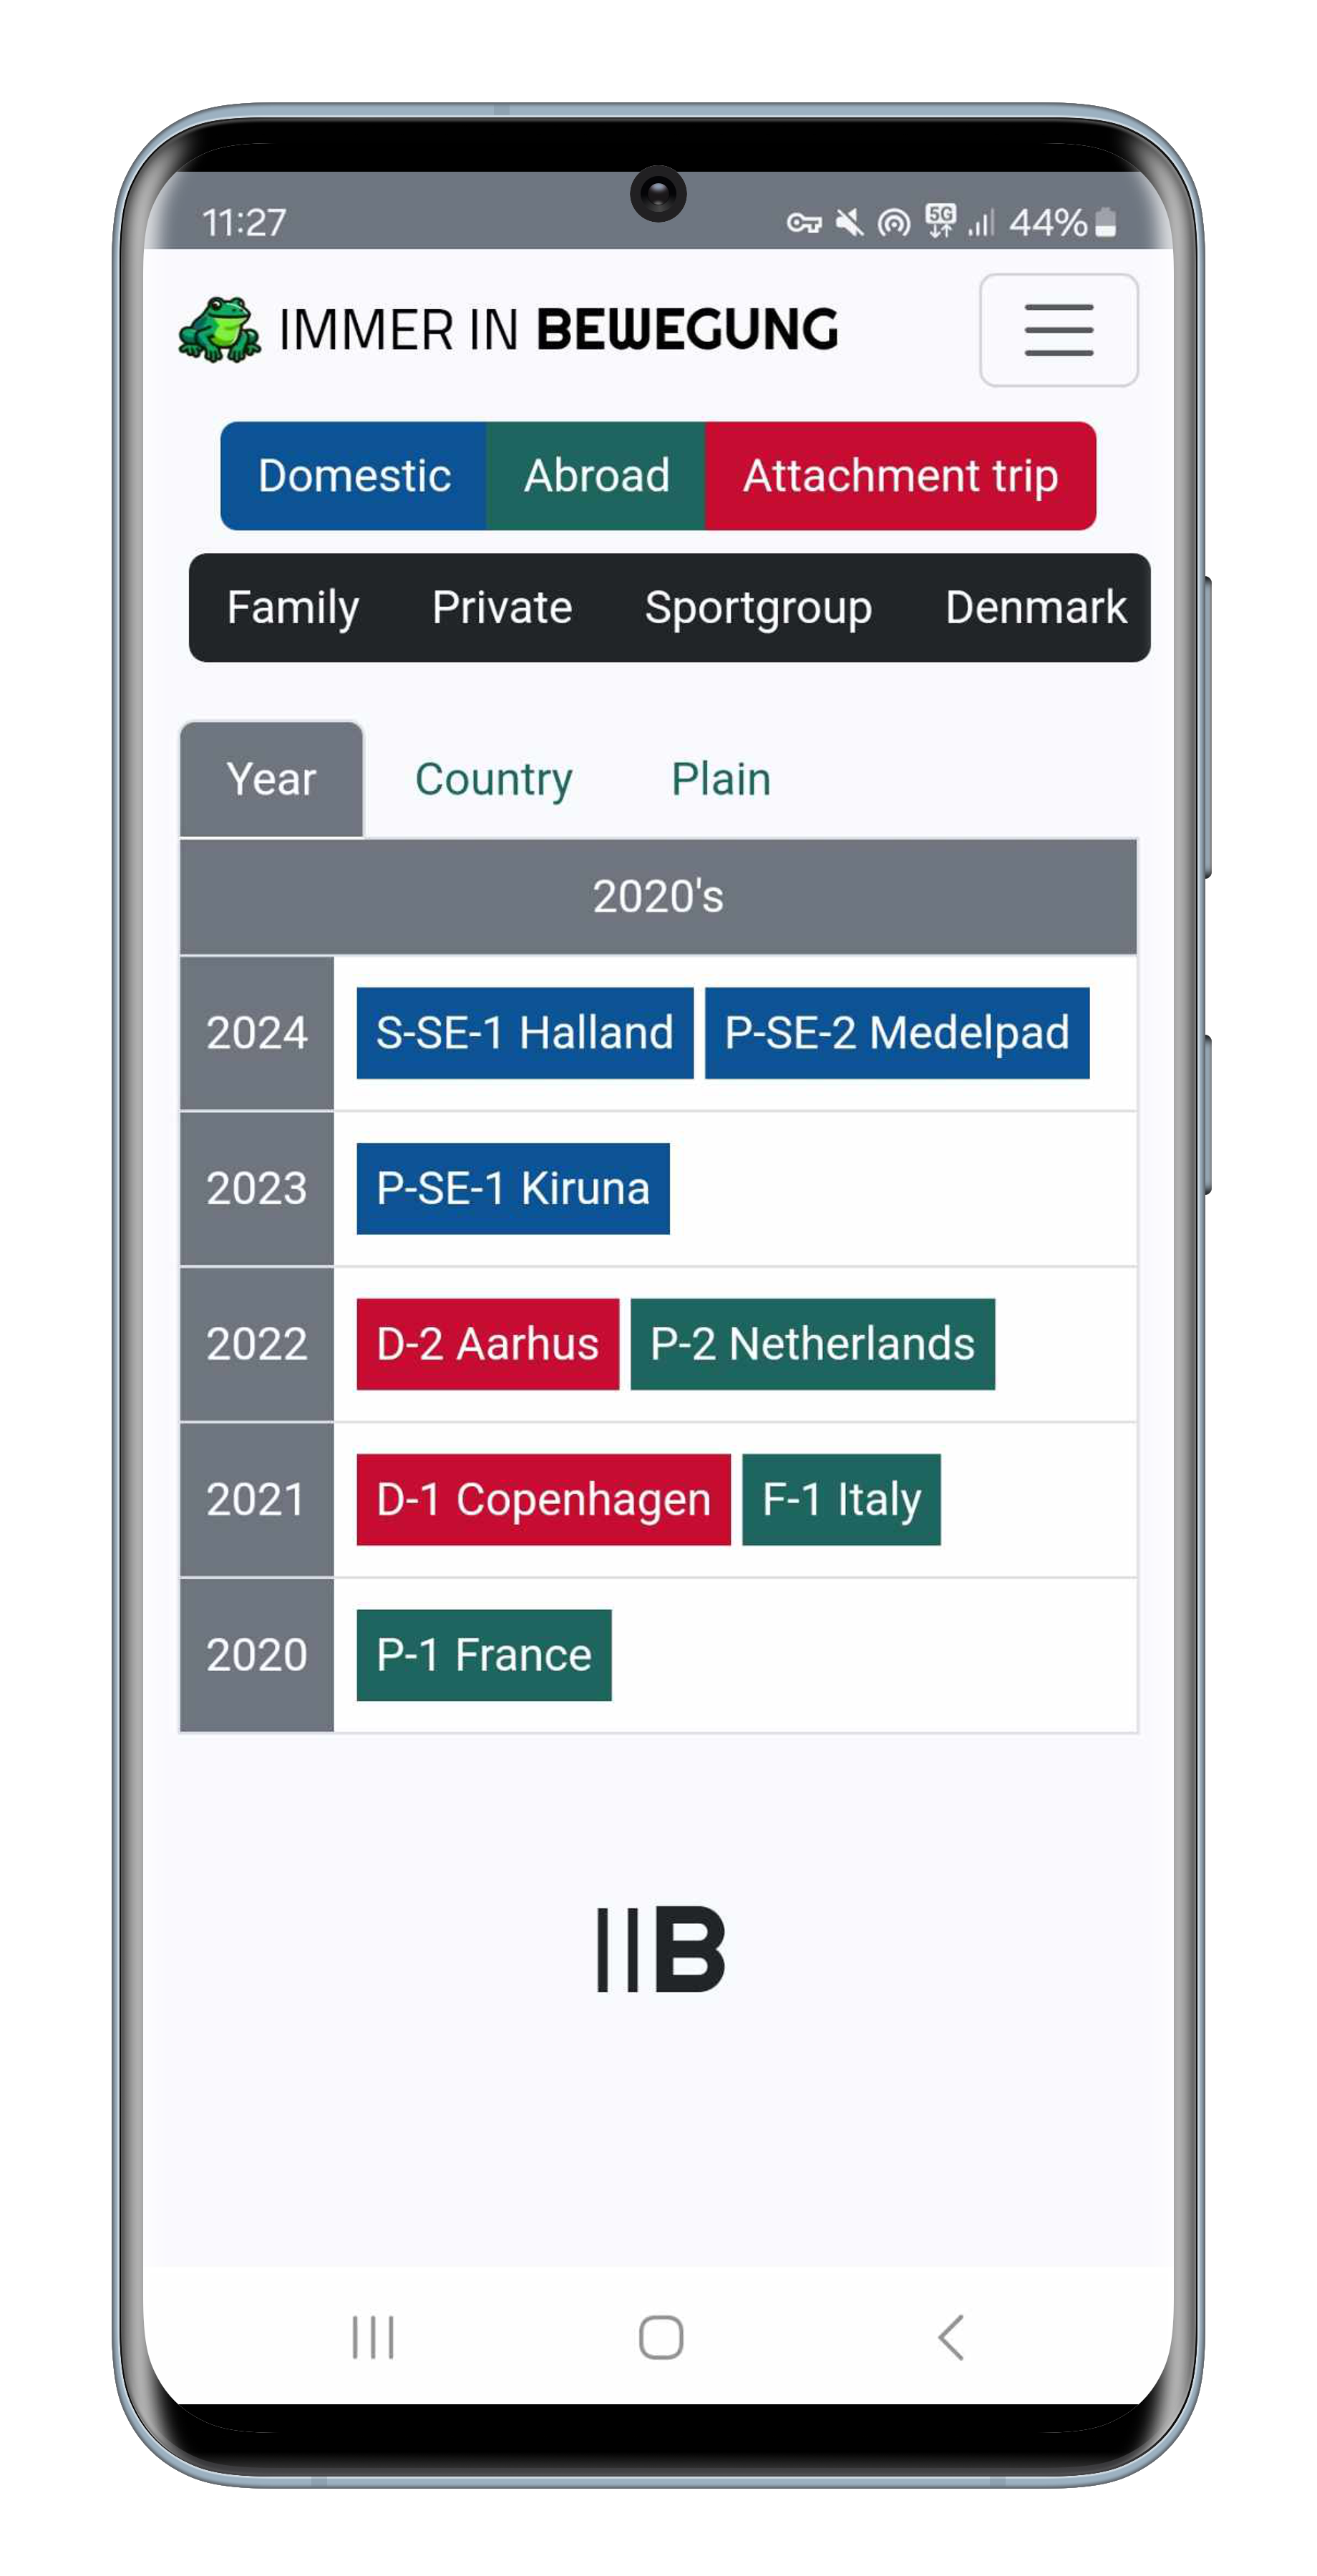 11:27 5G 44%
IMMER IN BEWEGUNG
Domestic Abroad Attachment trip
Family Private Sportgroup Denmark
Year Country Plain
2020's
2024 S-SE-1 Halland P-SE-2 Medelpad
2023 P-SE-1 Kiruna
2022 D-2 Aarhus P-2 Netherlands
2021 D-1 Copenhagen F-1 Italy
2020 P-1 France
IIB